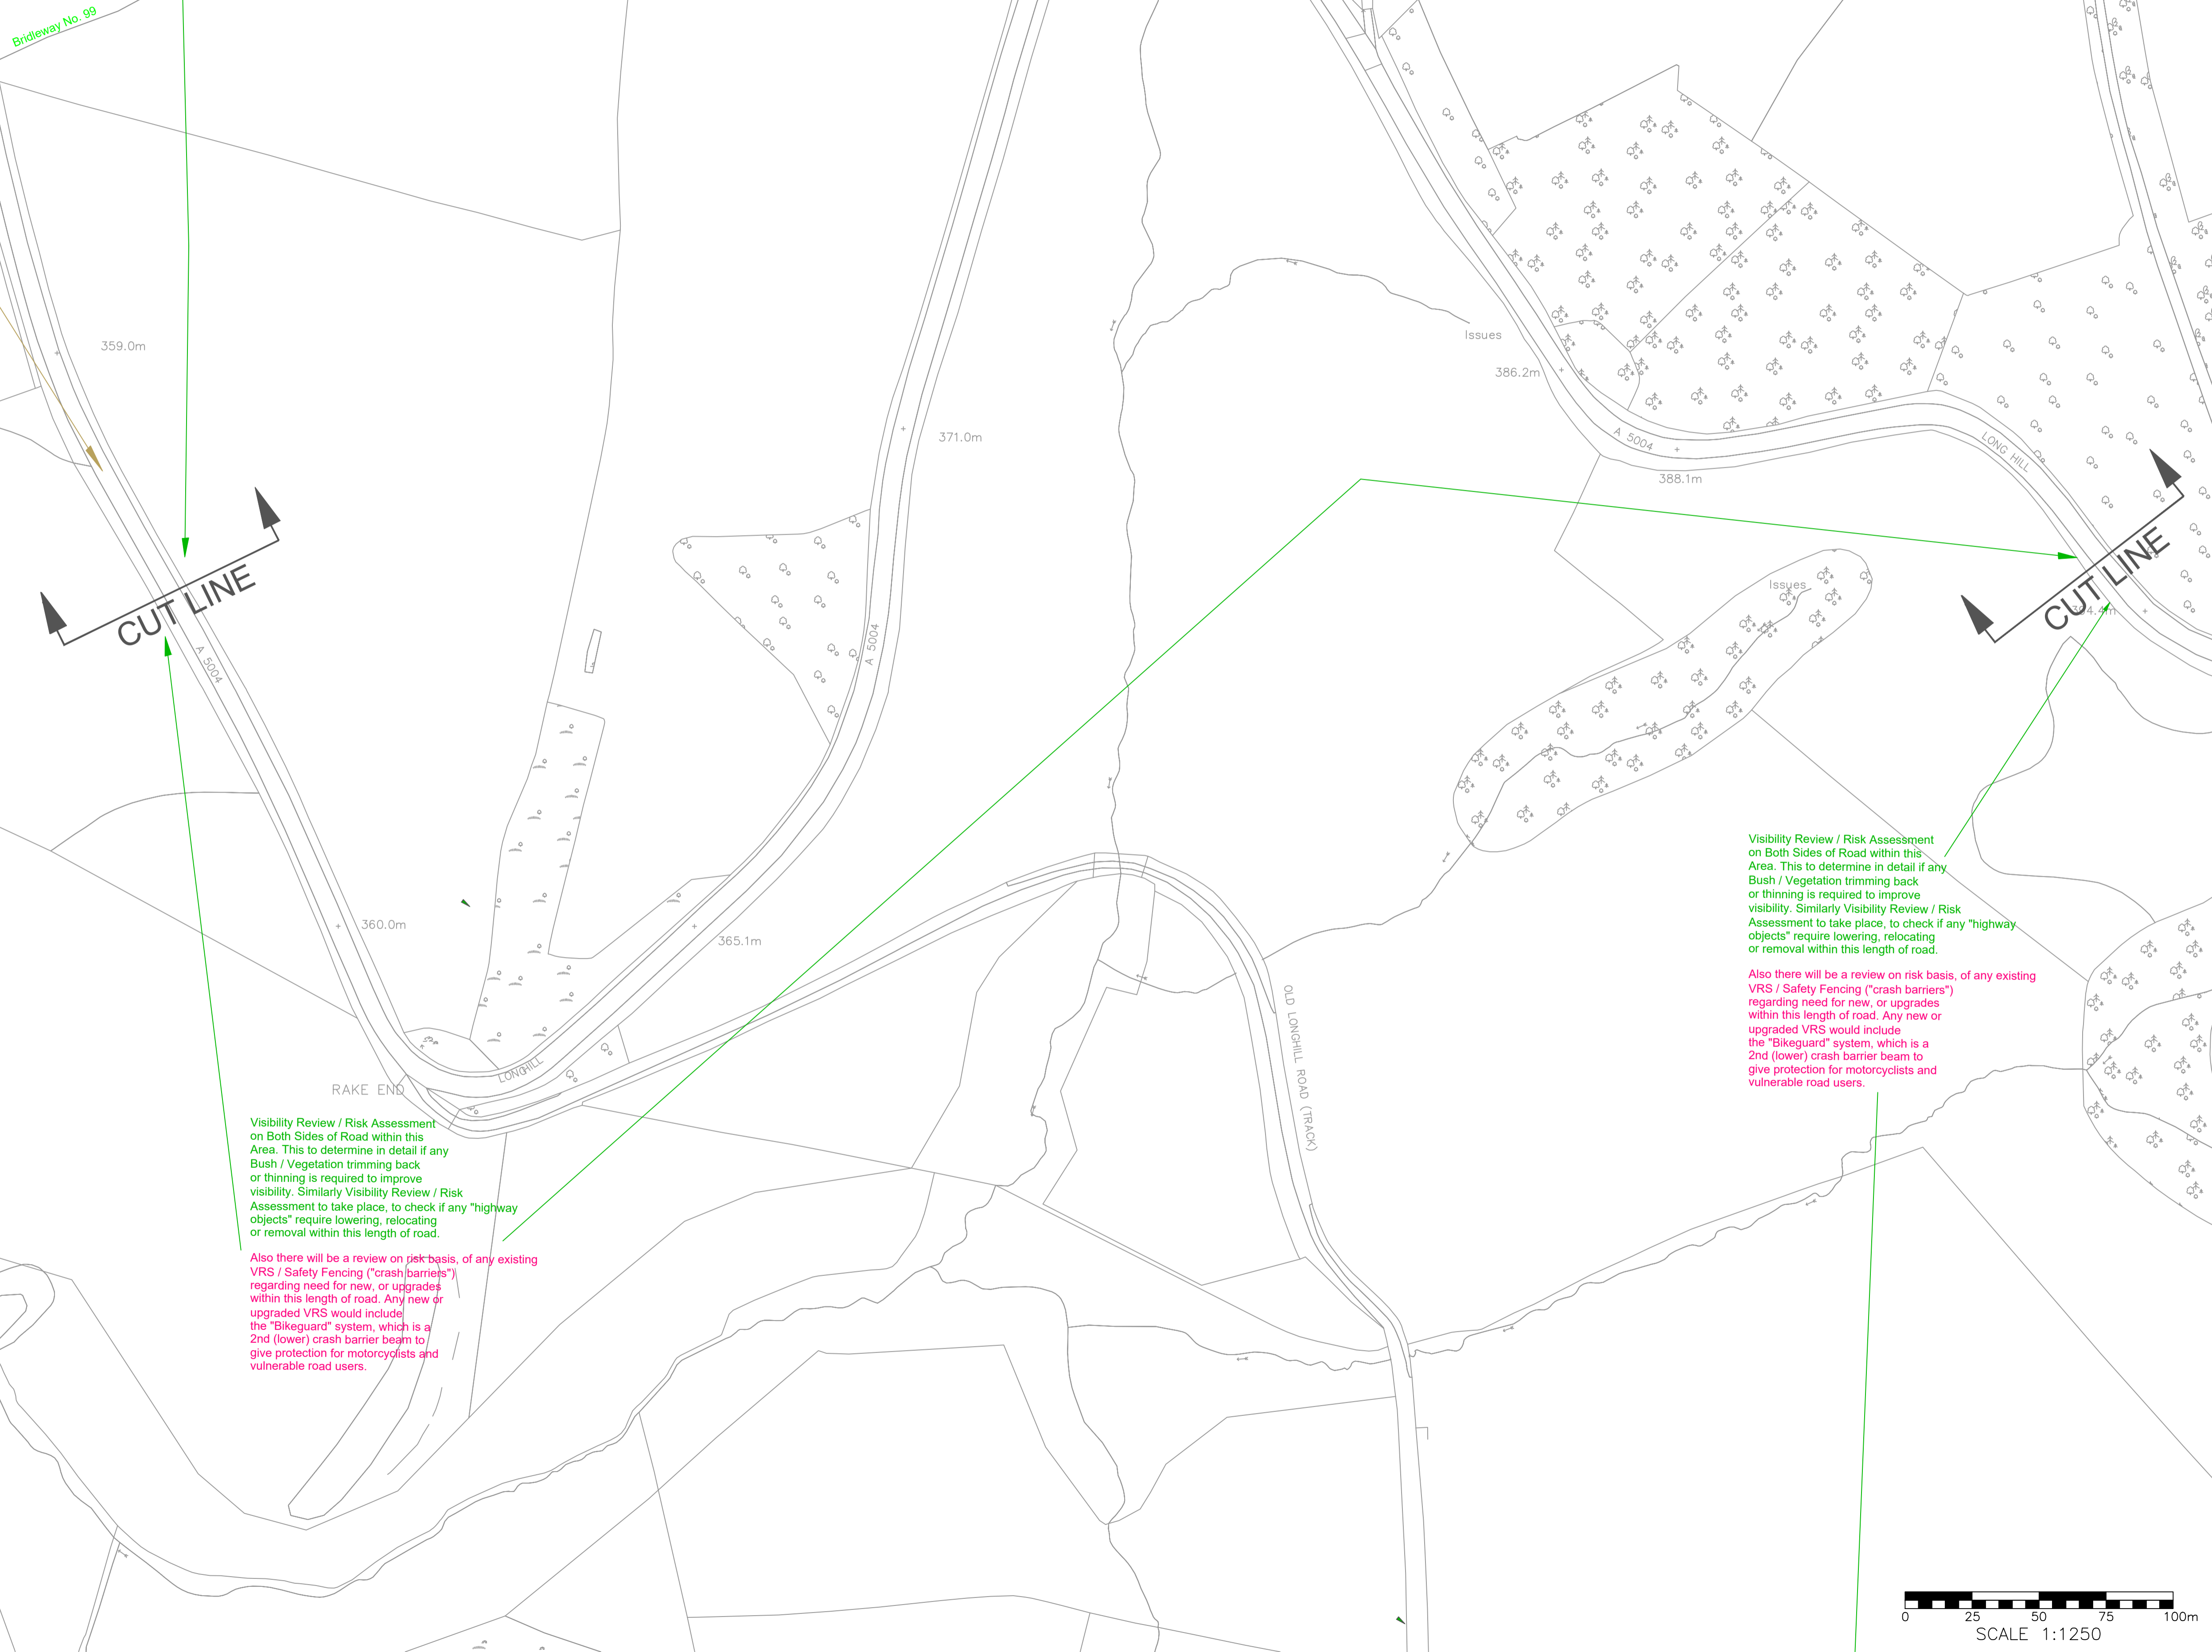 Bridleway No. 99
359.0m
371.0m
Issues
386.2m
A 5004
388.1m
LONG HILL
CUT LINE
A 5004
A 5004
Issues
CUT LINE
394.4m
360.0m
365.1m
LONGHILL
RAKE END
OLD LONGHILL ROAD (TRACK)
Visibility Review / Risk Assessment
on Both Sides of Road within this
Area. This to determine in detail if any
Bush / Vegetation trimming back
or thinning is required to improve
visibility. Similarly Visibility Review / Risk
Assessment to take place, to check if any "highway
objects" require lowering, relocating
or removal within this length of road.
Also there will be a review on risk basis, of any existing
VRS / Safety Fencing ("crash barriers")
regarding need for new, or upgrades
within this length of road. Any new or
upgraded VRS would include
the "Bikeguard" system, which is a
2nd (lower) crash barrier beam to
give protection for motorcyclists and
vulnerable road users.
Visibility Review / Risk Assessment
on Both Sides of Road within this
Area. This to determine in detail if any
Bush / Vegetation trimming back
or thinning is required to improve
visibility. Similarly Visibility Review / Risk
Assessment to take place, to check if any "highway
objects" require lowering, relocating
or removal within this length of road.
Also there will be a review on risk basis, of any existing
VRS / Safety Fencing ("crash barriers")
regarding need for new, or upgrades
within this length of road. Any new or
upgraded VRS would include
the "Bikeguard" system, which is a
2nd (lower) crash barrier beam to
give protection for motorcyclists and
vulnerable road users.
0 25 50 75 100m
SCALE 1:1250